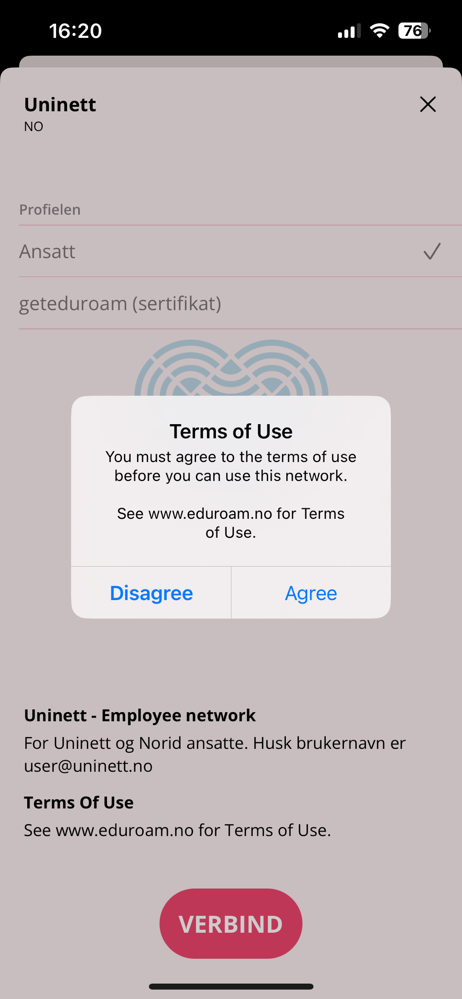 16:20
76
Uninett
NO
Profielen
Ansatt
geteduroam (sertifikat)
Terms of Use
You must agree to the terms of use
before you can use this network.
See www.eduroam.no for Terms
of Use.
Disagree
Agree
Uninett - Employee network
For Uninett og Norid ansatte. Husk brukernavn er
user@uninett.no
Terms Of Use
See www.eduroam.no for Terms of Use.
VERBIND